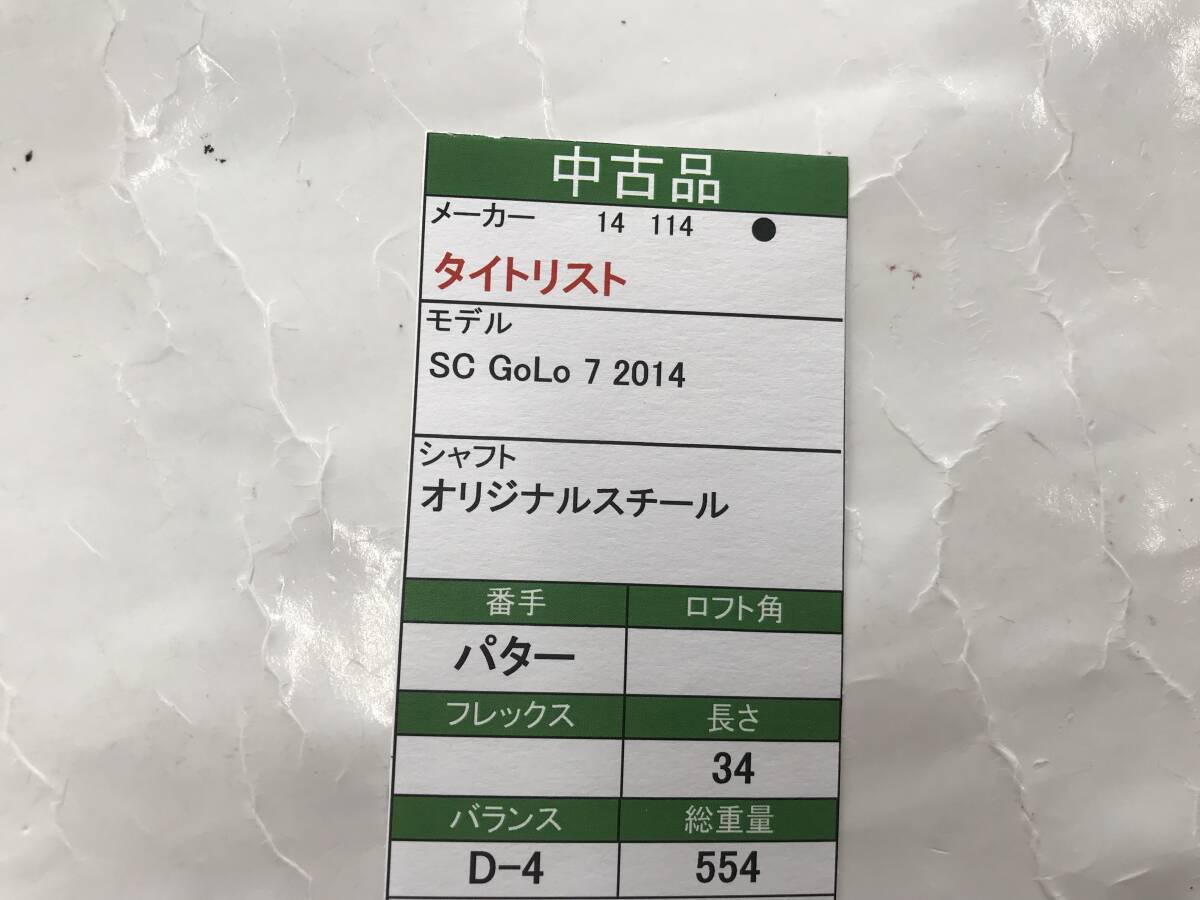 中古品
メーカー 14 114 ●
タイトリスト
モデル
SC GoLo 7 2014
シャフト
オリジナルスチール
番手 ロフト角
パター
フレックス 長さ
34
バランス 総重量
D-4 554